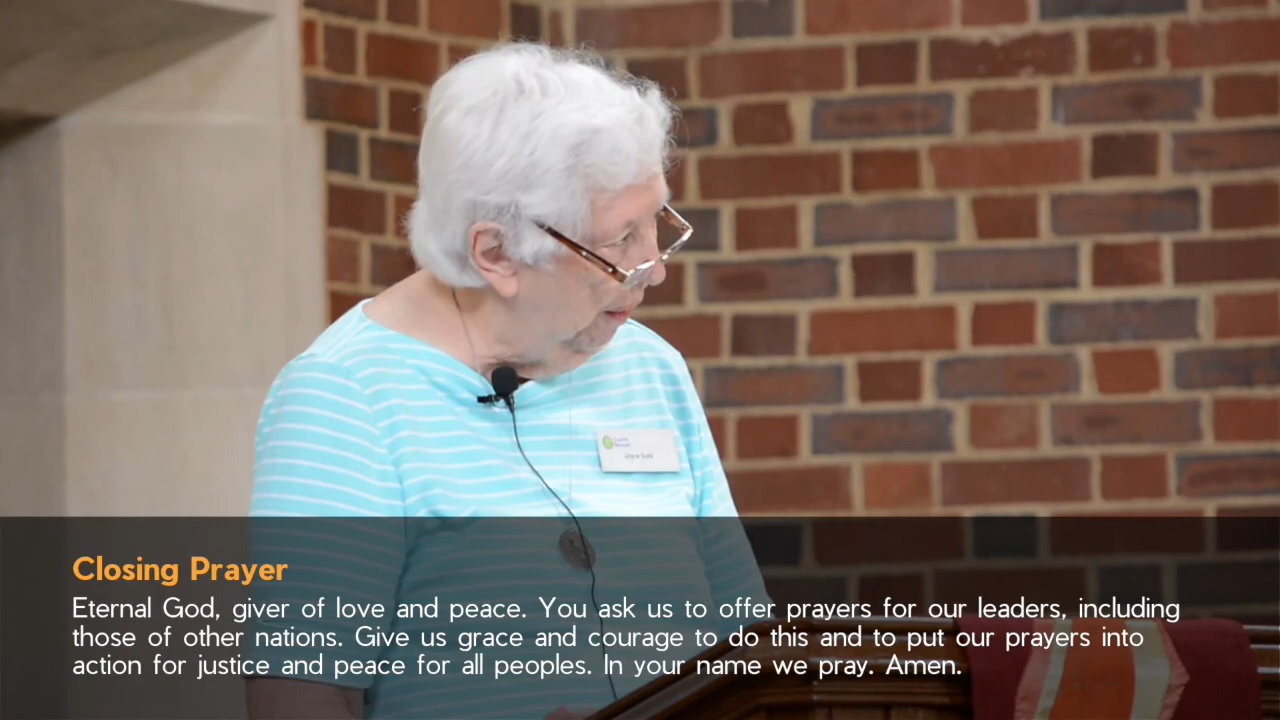 Closing Prayer
Eternal God, giver of love and peace. You ask us to offer prayers for our leaders, including
those of other nations. Give us grace and courage to do this and to put our prayers into
action for justice and peace for all peoples. In your name we pray. Amen.